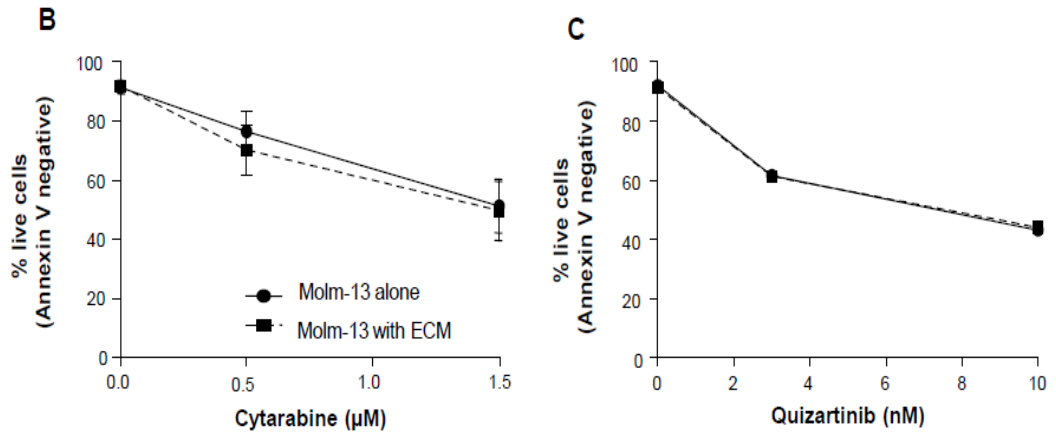 B
100
80
60
40
20
0
% live cells
(Annexin V negative)
Molm-13 alone
Molm-13 with ECM
0.0
0.5
1.0
1.5
Cytarabine (µM)
C
100
80
60
40
20
0
% live cells
(Annexin V negative)
0
2
4
6
8
10
Quizartinib (nM)